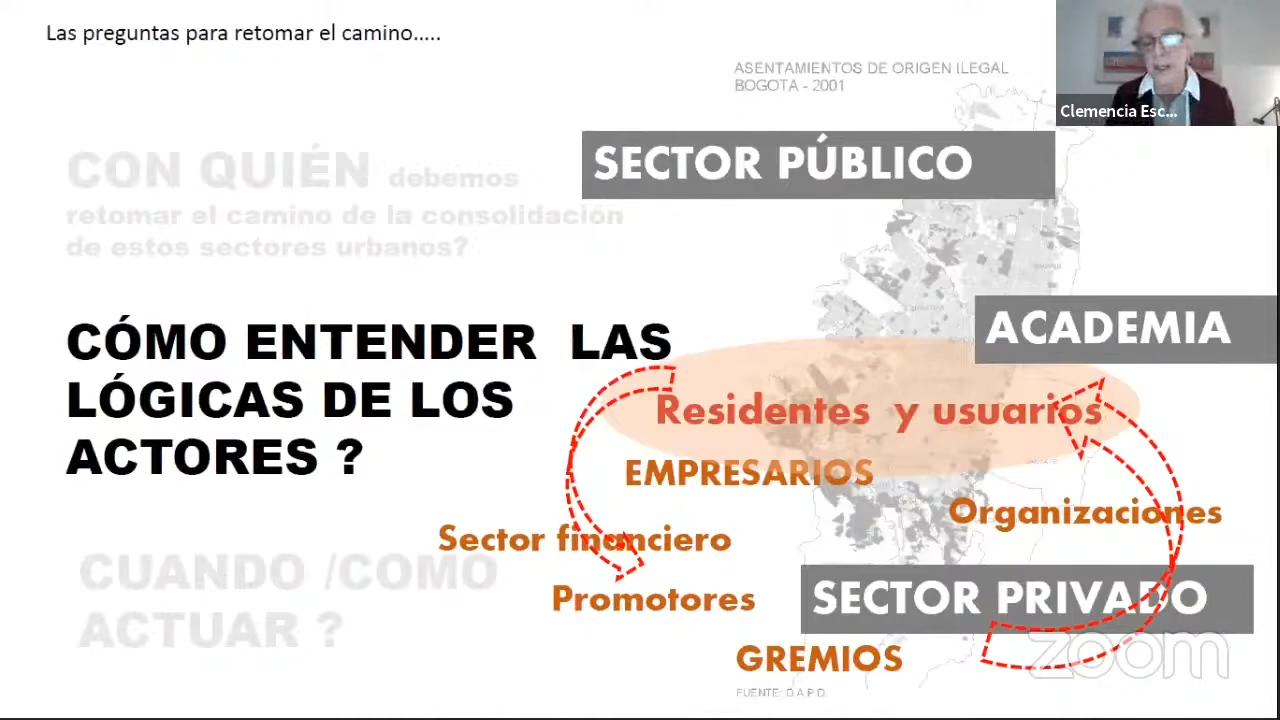 Las preguntas para retomar el camino.....
ASENTAMIENTOS DE ORIGEN ILEGAL
BOGOTA - 2001
Clemencia Esc...
SECTOR PÚBLICO
CON QUIÉN debemos
retomar el camino de la consolidación
de estos sectores urbanos?
CÓMO ENTENDER LAS
LÓGICAS DE LOS
ACTORES ?
ACADEMIA
Residentes y usuarios
EMPRESARIOS
Organizaciones
Sector financiero
Promotores
SECTOR PRIVADO
CUANDO /COMO
ACTUAR ?
GREMIOS
zoom
FUENTE: D.A.P.D.